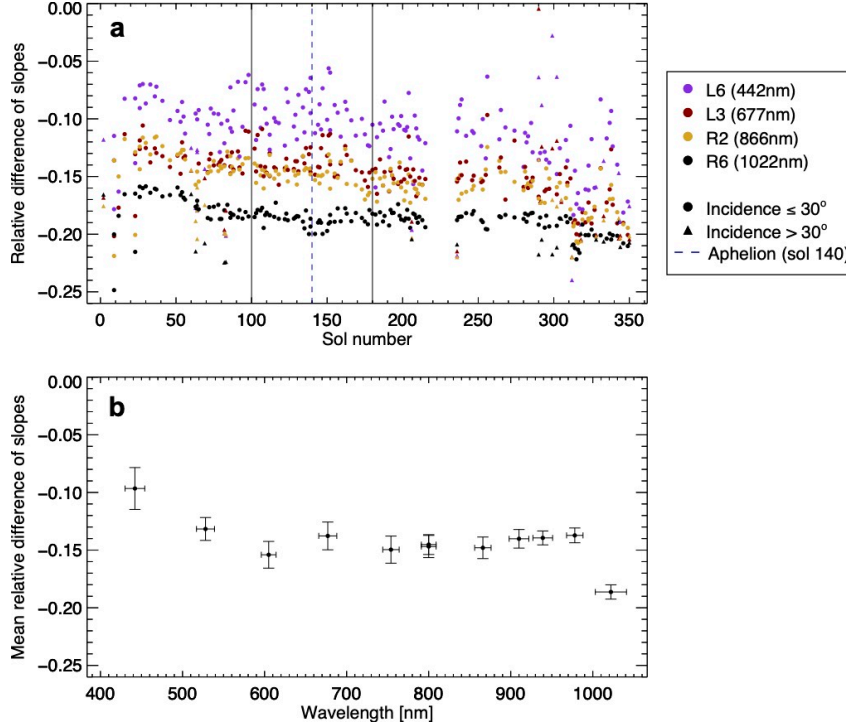 a
0.00
−0.05
−0.10
−0.15
−0.20
−0.25
Relative difference of slopes
0 50 100 150 200 250 300 350
Sol number
L6 (442nm)
L3 (677nm)
R2 (866nm)
R6 (1022nm)
Incidence ≤ 30°
Incidence > 30°
Aphelion (sol 140)
b
0.00
−0.05
−0.10
−0.15
−0.20
−0.25
Mean relative difference of slopes
400 500 600 700 800 900 1000
Wavelength [nm]